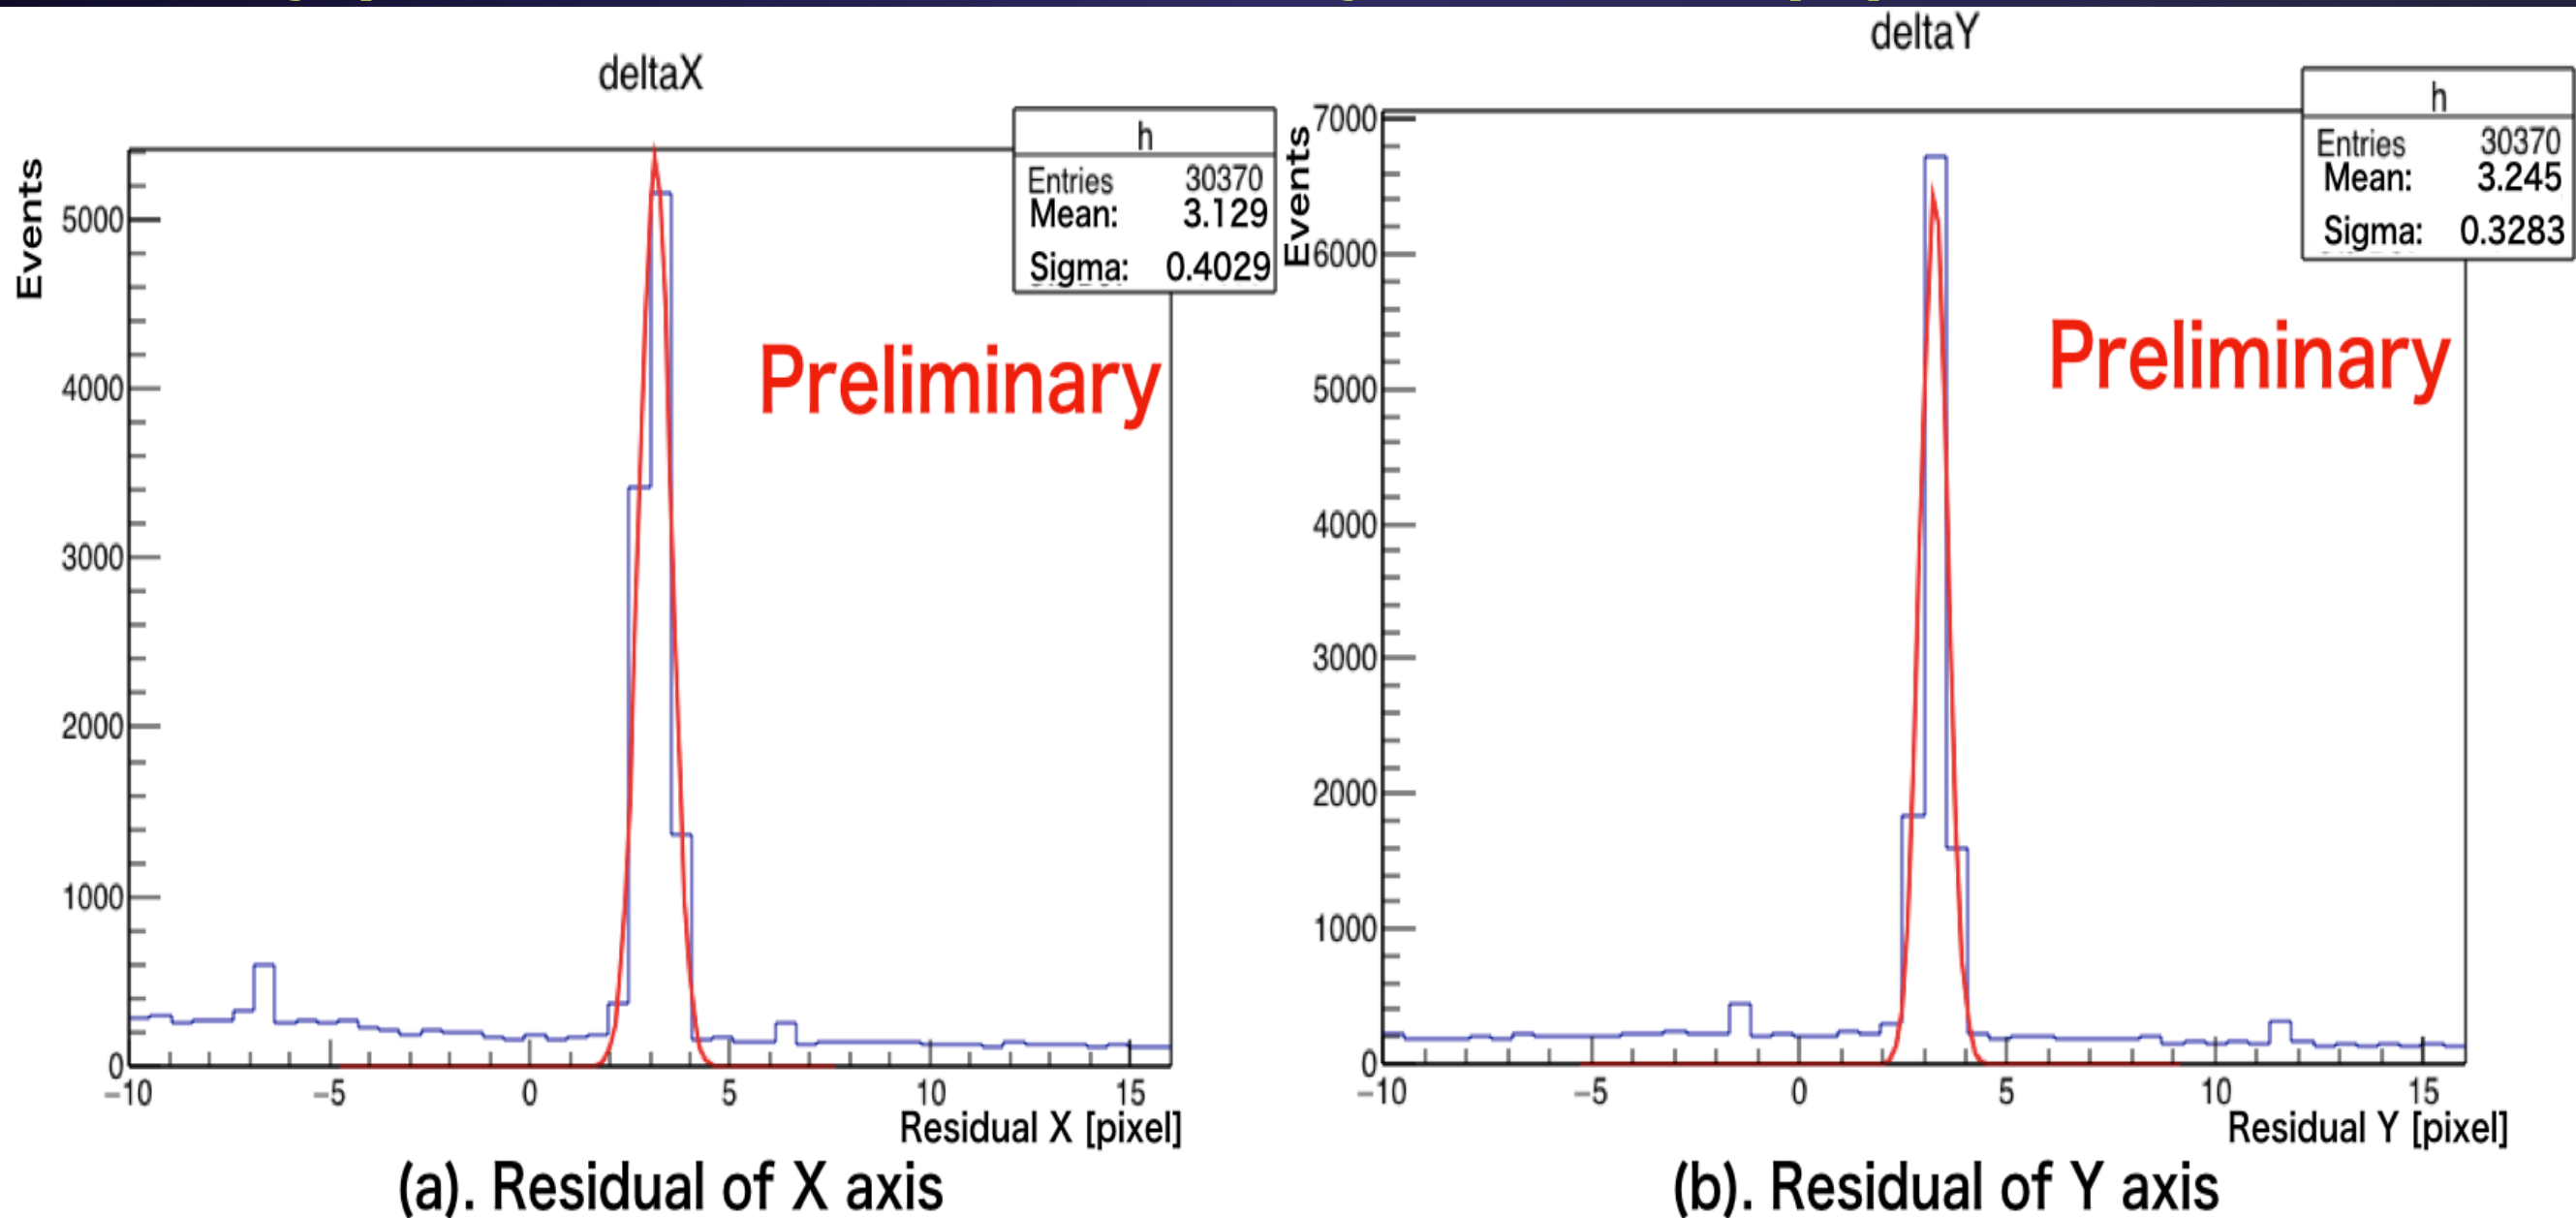 deltaX
h
Entries 30370
Mean: 3.129
Sigma: 0.4029
Events
5000
4000
3000
2000
1000
0
Preliminary
−10 −5 0 5 10 15
Residual X [pixel]
(a). Residual of X axis
deltaY
h
Entries 30370
Mean: 3.245
Sigma: 0.3283
Events
7000
6000
5000
4000
3000
2000
1000
0
Preliminary
−10 −5 0 5 10 15
Residual Y [pixel]
(b). Residual of Y axis